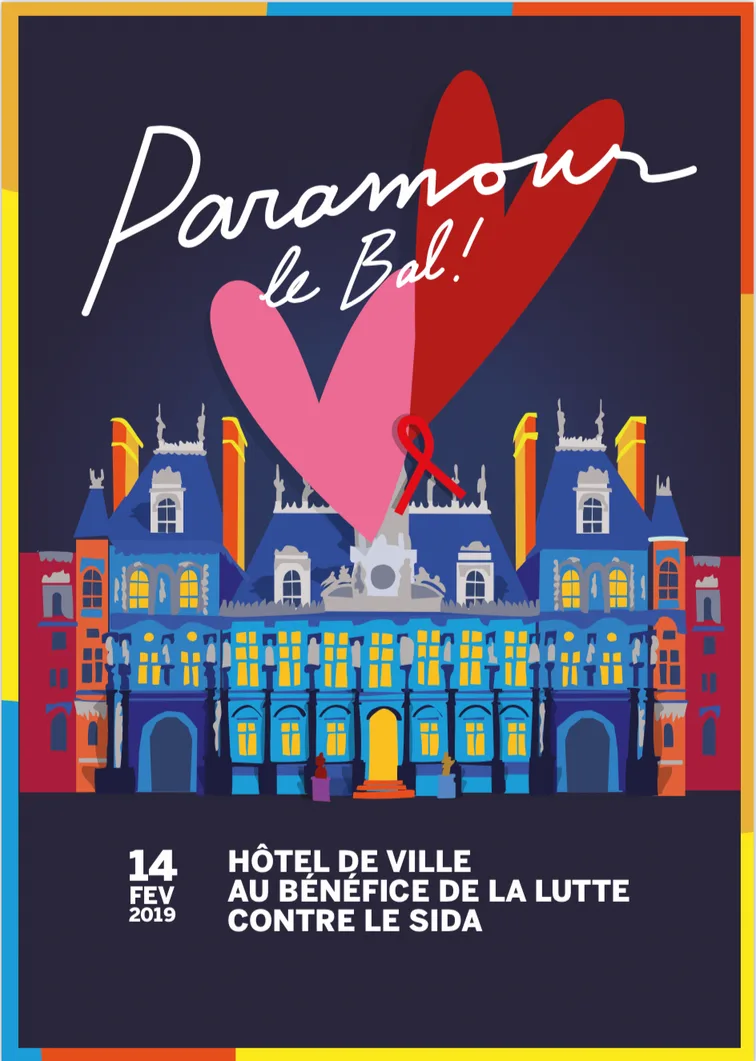 Paramour
le Bal!
14
FEV
2019
HÔTEL DE VILLE
AU BÉNÉFICE DE LA LUTTE
CONTRE LE SIDA